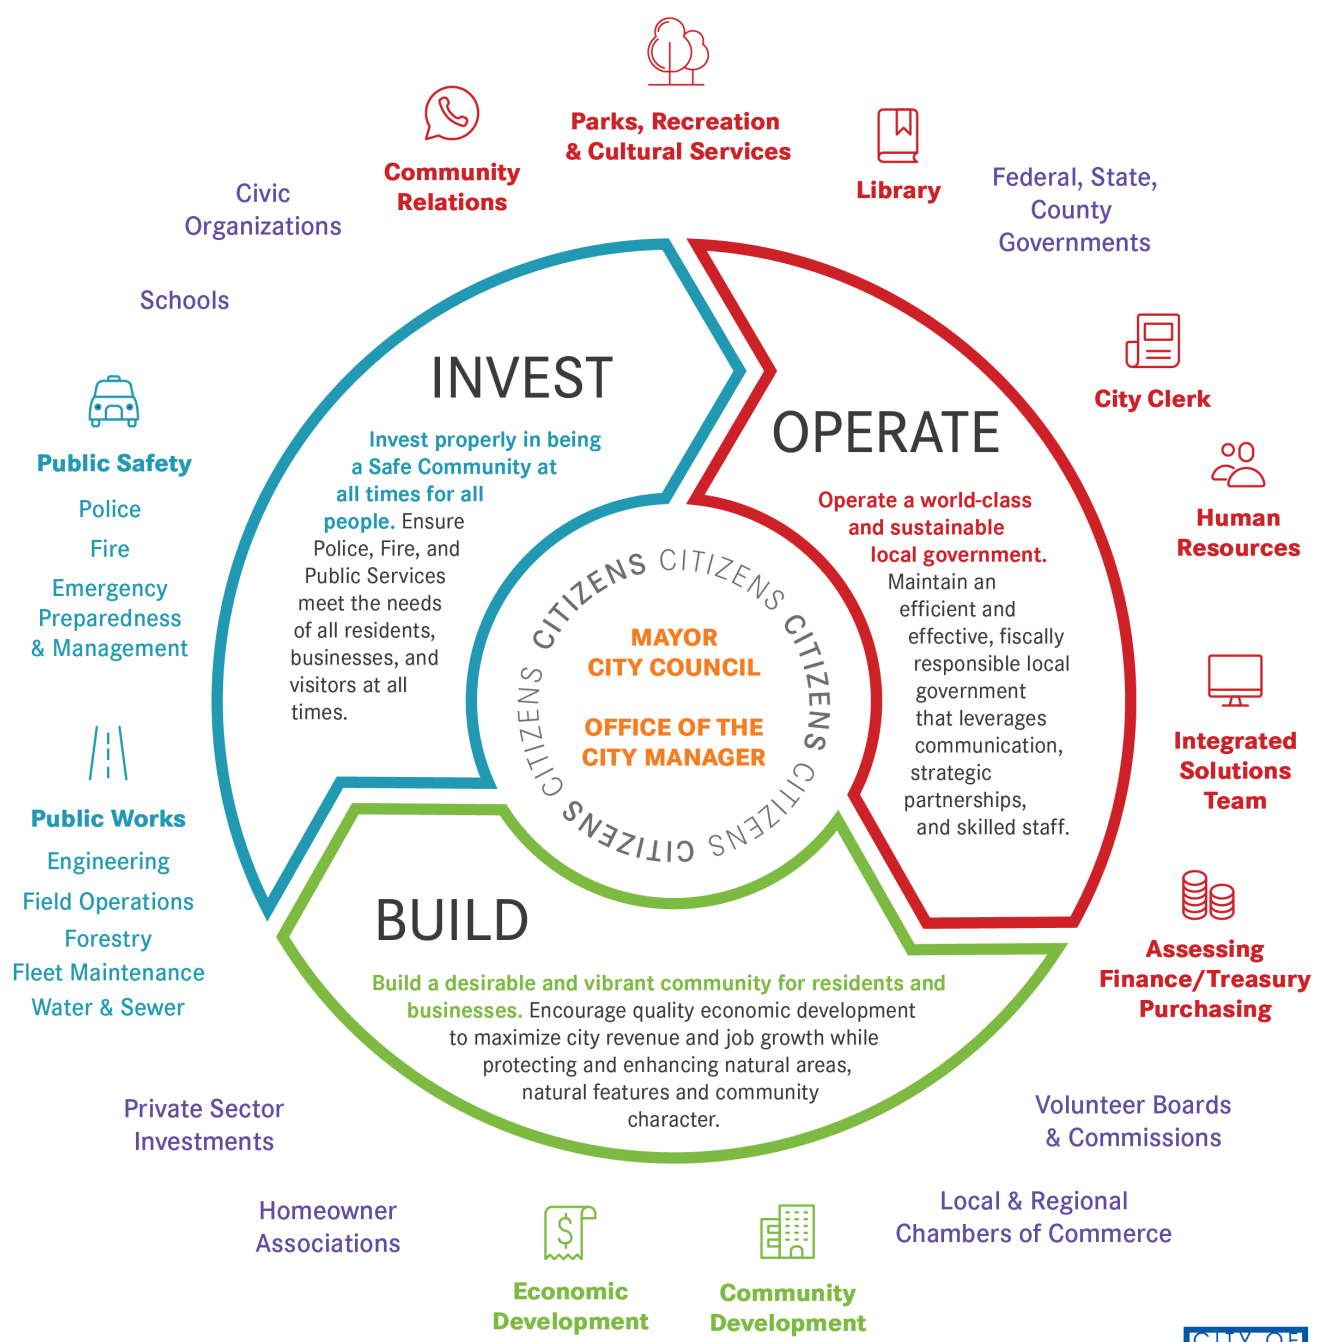 Parks, Recreation
& Cultural Services
Community
Relations
Library
Federal, State,
County
Governments
Civic
Organizations
Schools
City Clerk
Human
Resources
Integrated
Solutions
Team
Assessing
Finance/Treasury
Purchasing
Public Safety
Police
Fire
Emergency
Preparedness
& Management
Public Works
Engineering
Field Operations
Forestry
Fleet Maintenance
Water & Sewer
INVEST
Invest properly in being
a Safe Community at
all times for all
people. Ensure
Police, Fire, and
Public Services
meet the needs
of all residents,
businesses, and
visitors at all
times.
OPERATE
Operate a world-class
and sustainable
local government.
Maintain an
efficient and
effective, fiscally
responsible local
government
that leverages
communication,
strategic
partnerships,
and skilled staff.
CITIZENS CITIZENS CITIZENS CITIZENS CITIZENS CITIZENS CITIZENS
MAYOR
CITY COUNCIL
OFFICE OF THE
CITY MANAGER
BUILD
Build a desirable and vibrant community for residents and
businesses. Encourage quality economic development
to maximize city revenue and job growth while
protecting and enhancing natural areas,
natural features and community
character.
Private Sector
Investments
Homeowner
Associations
Economic
Development
Community
Development
Volunteer Boards
& Commissions
Local & Regional
Chambers of Commerce
CITY OF